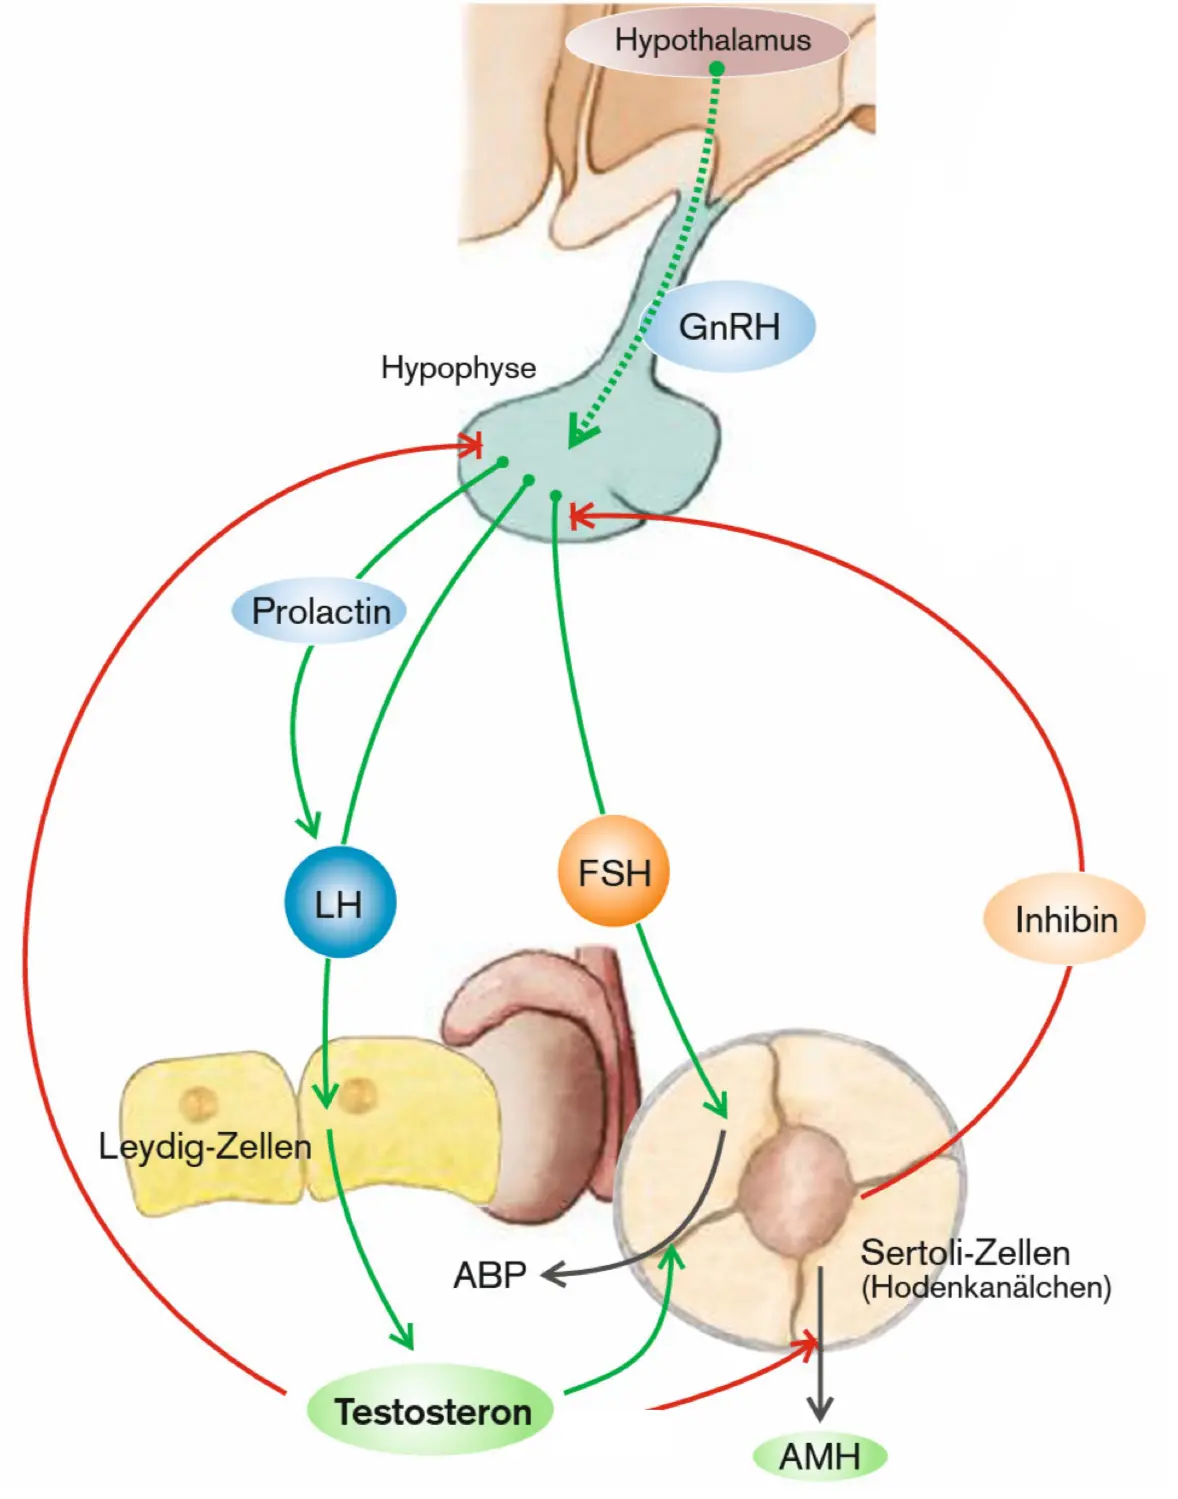 Hypothalamus
GnRH
Hypophyse
Prolactin
FSH
LH
Inhibin
Leydig-Zellen
Sertoli-Zellen
(Hodenkanälchen)
ABP
Testosteron
AMH